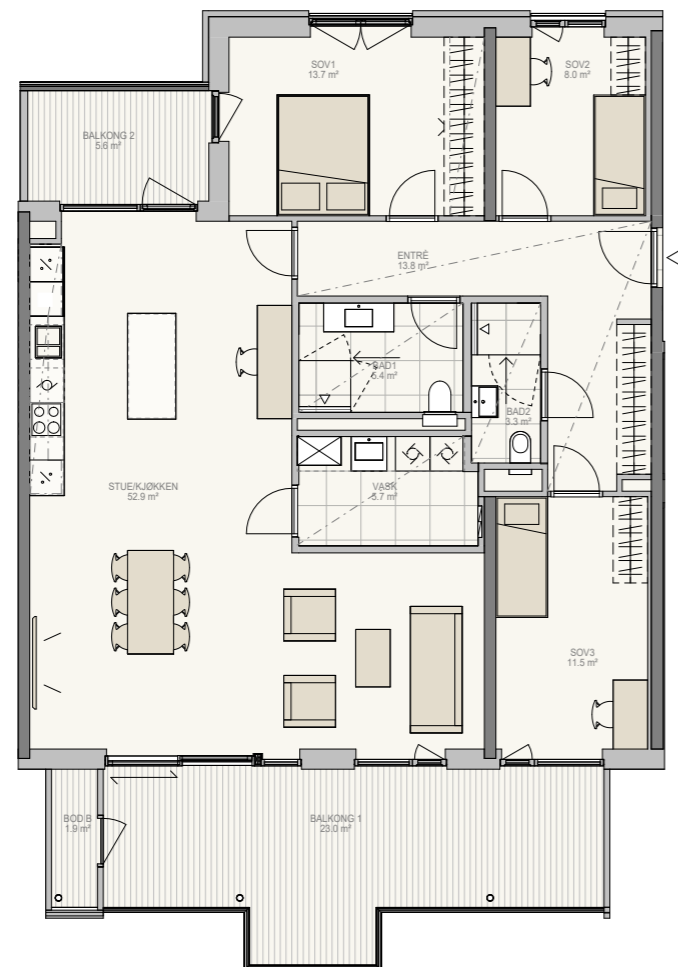 SOV1
13.7 m²
SOV2
8.0 m²
BALKONG 2
5.6 m²
ENTRÈ
13.8 m²
BAD1
5.4 m²
BAD2
3.3 m²
STUE/KJØKKEN
52.9 m²
VASK
5.7 m²
SOV3
11.5 m²
BOD B
1.9 m²
BALKONG 1
23.0 m²